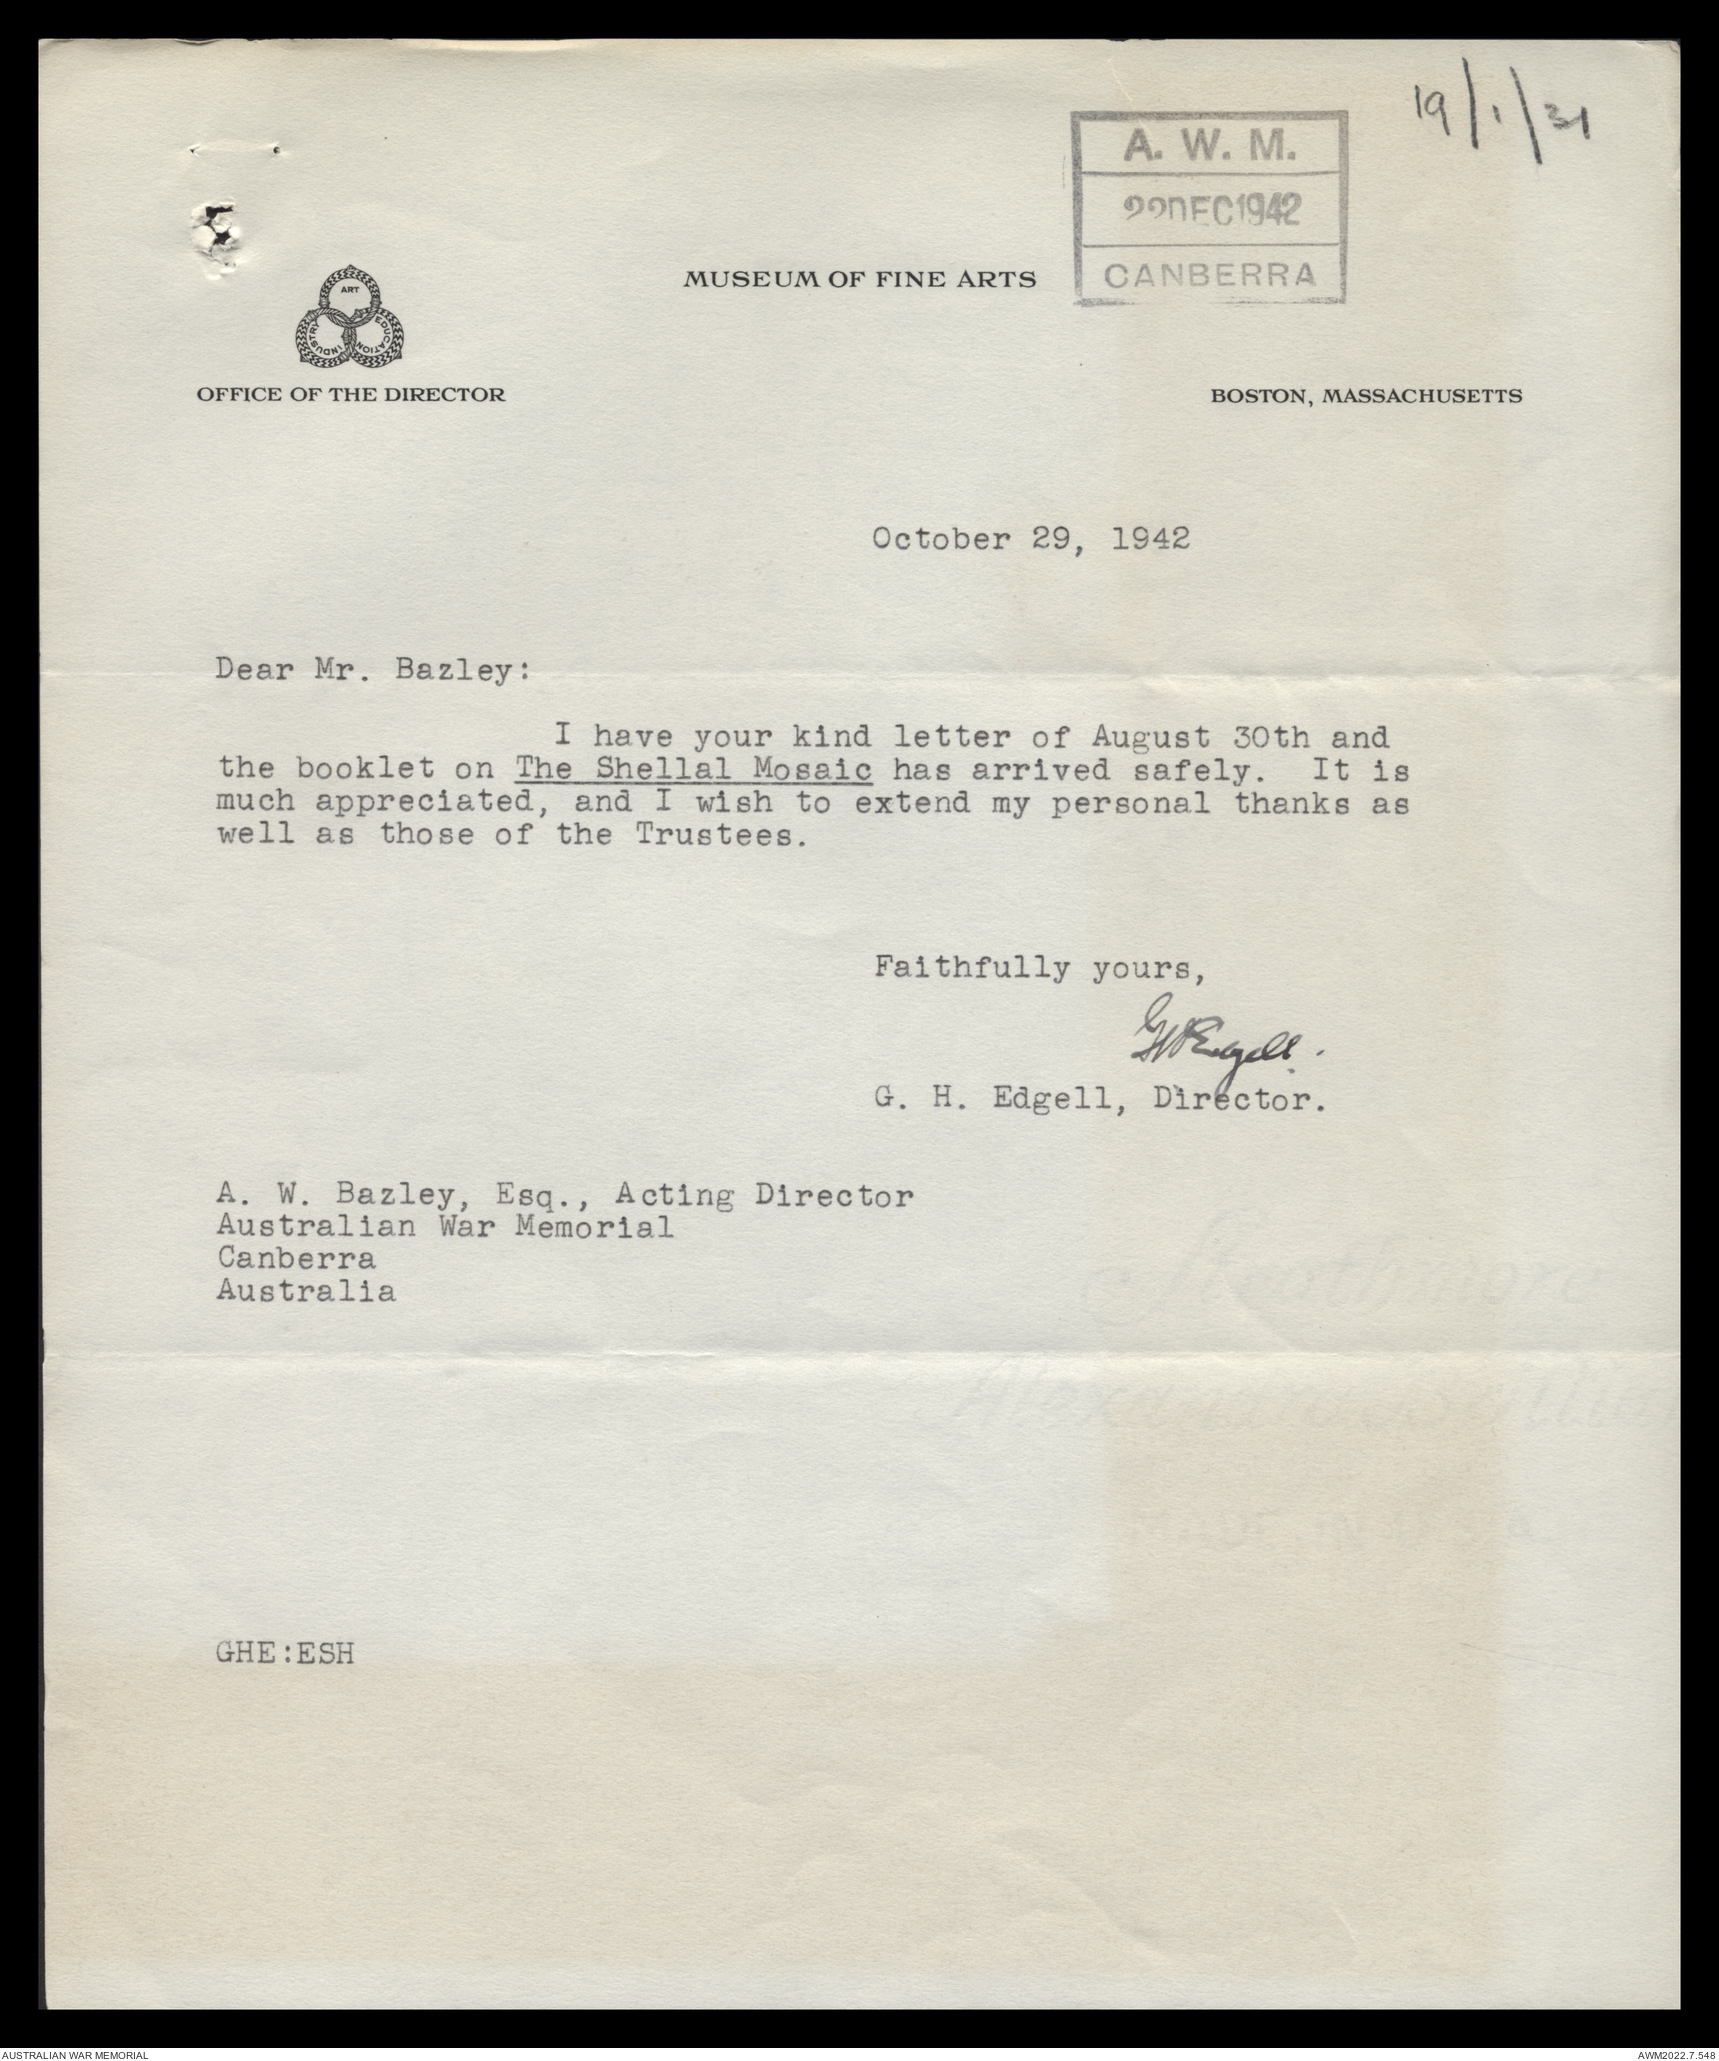 19/1/31
A. W. M.
22 DEC 1942
CANBERRA
MUSEUM OF FINE ARTS
ART
INDUSTRY
EDUCATION
OFFICE OF THE DIRECTOR
BOSTON, MASSACHUSETTS
October 29, 1942
Dear Mr. Bazley:
I have your kind letter of August 30th and
the booklet on The Shellal Mosaic has arrived safely. It is
much appreciated, and I wish to extend my personal thanks as
well as those of the Trustees.
Faithfully yours,
GHEdgell.
G. H. Edgell, Director.
A. W. Bazley, Esq., Acting Director
Australian War Memorial
Canberra
Australia
GHE:ESH
AUSTRALIAN WAR MEMORIAL
AWM2022.7.548